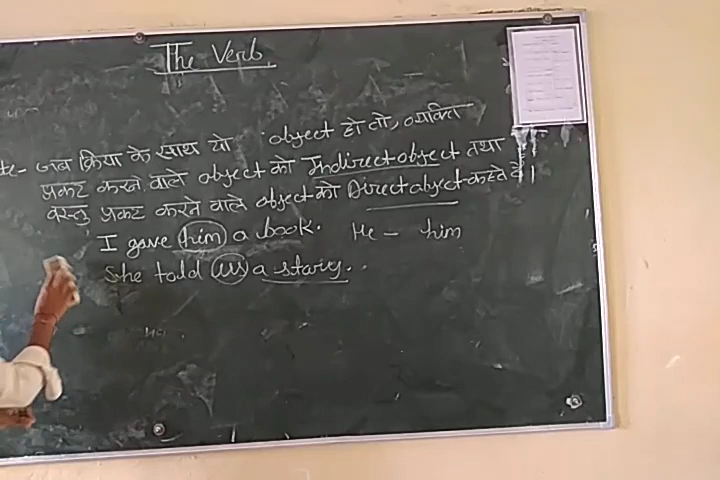 The Verb
te- जब क्रिया के साथ यो object हो तो, व्यक्ति
प्रकट करने वाले object को Indirect object तथा
वस्तु प्रकट करने वाले object को Direct object कहते है।
I gave him a book. He - him
She told us a story..